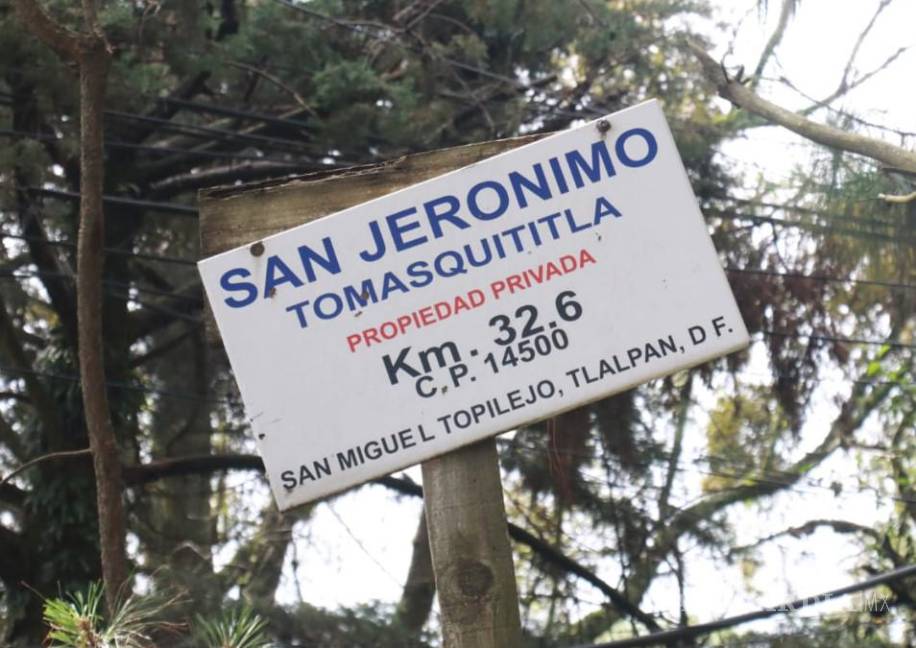 SAN JERONIMO
TOMASQUITITLA
PROPIEDAD PRIVADA
Km. 32.6
C.P. 14500
SAN MIGUEL TOPILEJO, TLALPAN, D F.